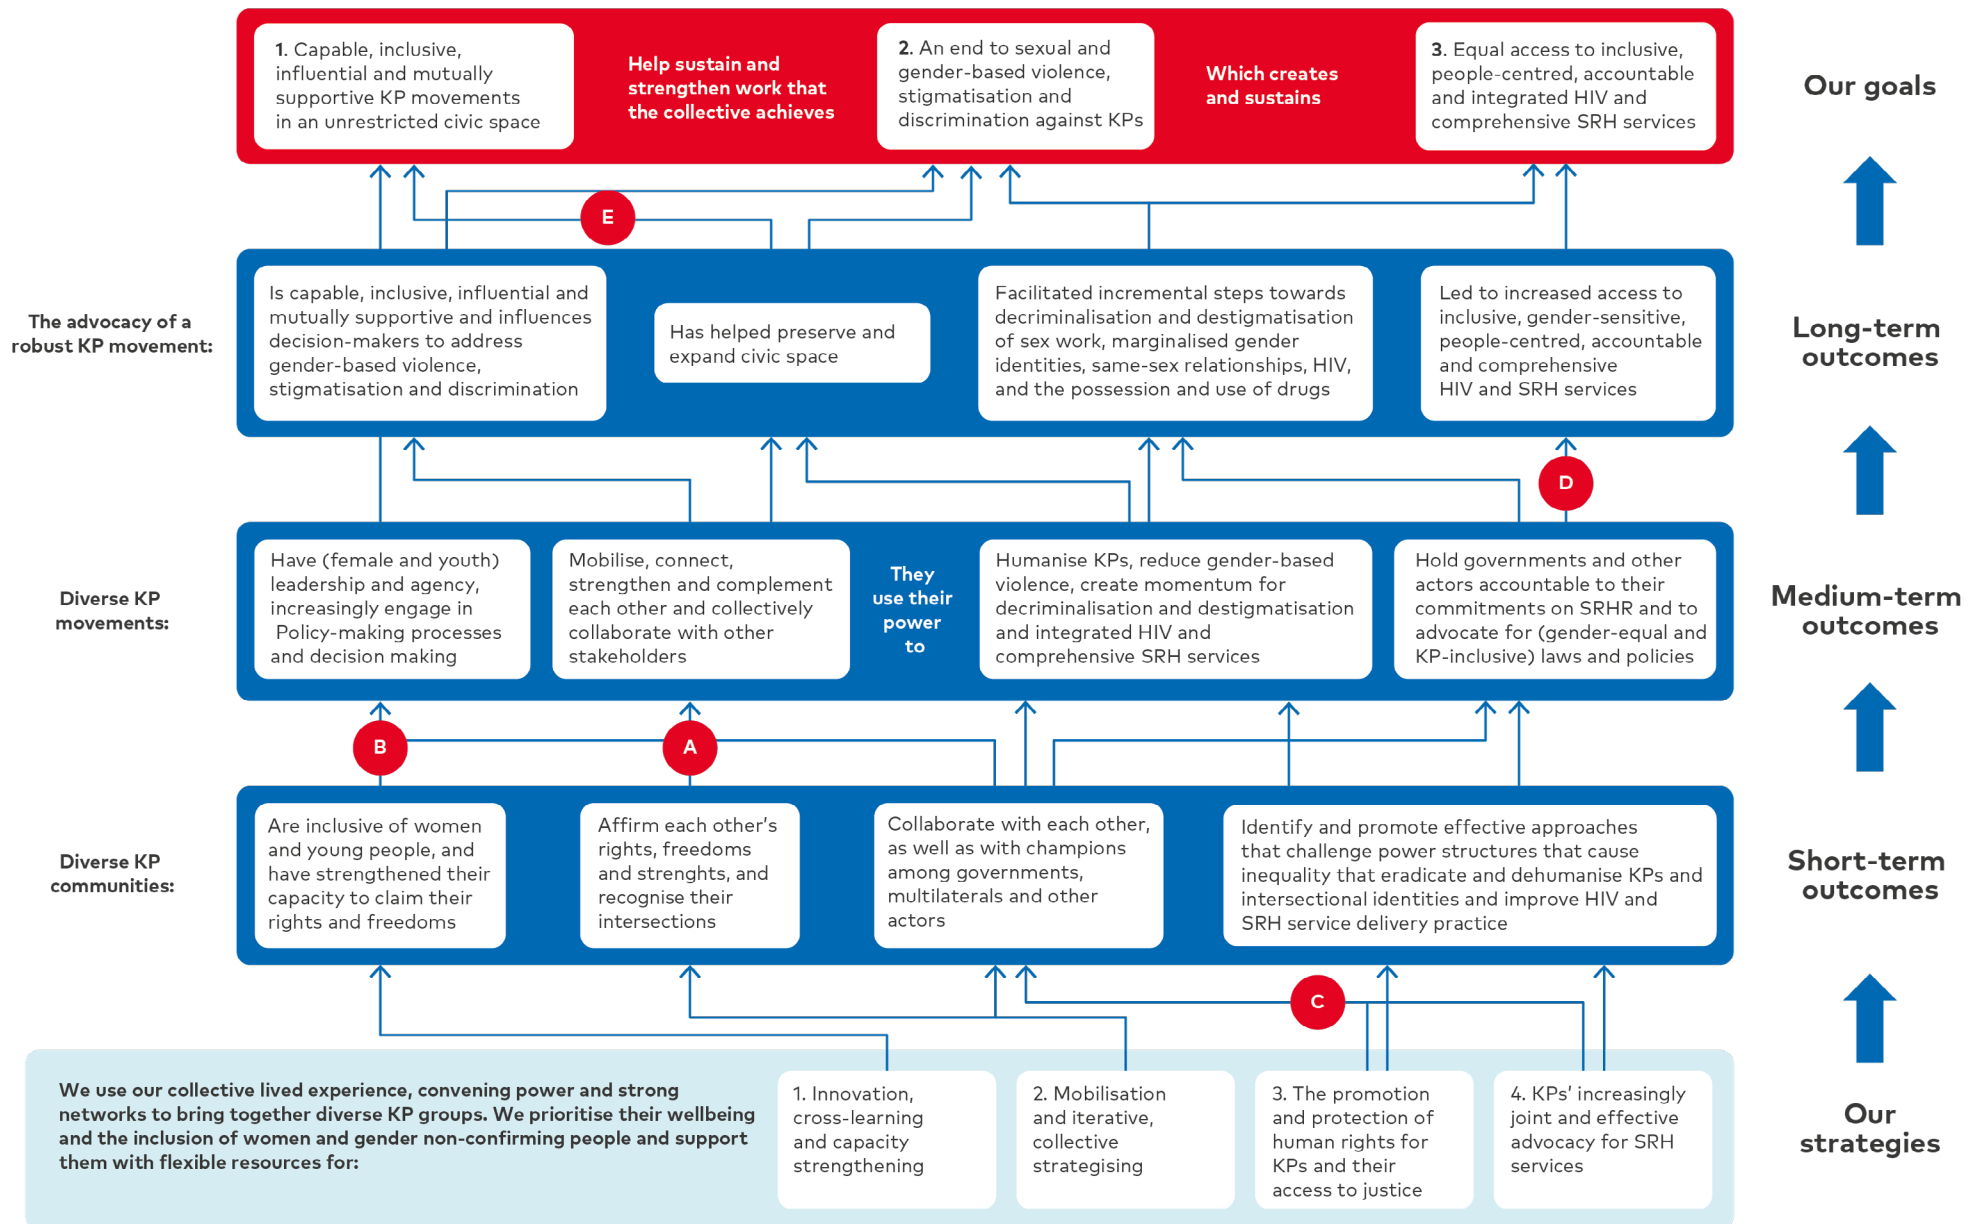 1. Capable, inclusive,
influential and mutually
supportive KP movements
in an unrestricted civic space
Help sustain and
strengthen work that
the collective achieves
2. An end to sexual and
gender-based violence,
stigmatisation and
discrimination against KPs
Which creates
and sustains
3. Equal access to inclusive,
people-centred, accountable
and integrated HIV and
comprehensive SRH services
Our goals
E
The advocacy of a
robust KP movement:
Is capable, inclusive, influential and
mutually supportive and influences
decision-makers to address
gender-based violence,
stigmatisation and discrimination
Has helped preserve and
expand civic space
Facilitated incremental steps towards
decriminalisation and destigmatisation
of sex work, marginalised gender
identities, same-sex relationships, HIV,
and the possession and use of drugs
Led to increased access to
inclusive, gender-sensitive,
people-centred, accountable
and comprehensive
HIV and SRH services
Long-term
outcomes
D
Diverse KP
movements:
Have (female and youth)
leadership and agency,
increasingly engage in
Policy-making processes
and decision making
Mobilise, connect,
strengthen and complement
each other and collectively
collaborate with other
stakeholders
They
use their
power
to
Humanise KPs, reduce gender-based
violence, create momentum for
decriminalisation and destigmatisation
and integrated HIV and
comprehensive SRH services
Hold governments and other
actors accountable to their
commitments on SRHR and to
advocate for (gender-equal and
KP-inclusive) laws and policies
Medium-term
outcomes
B
A
Diverse KP
communities:
Are inclusive of women
and young people, and
have strengthened their
capacity to claim their
rights and freedoms
Affirm each other's
rights, freedoms
and strenghts, and
recognise their
intersections
Collaborate with each other,
as well as with champions
among governments,
multilaterals and other
actors
Identify and promote effective approaches
that challenge power structures that cause
inequality that eradicate and dehumanise KPs and
intersectional identities and improve HIV and
SRH service delivery practice
Short-term
outcomes
C
We use our collective lived experience, convening power and strong
networks to bring together diverse KP groups. We prioritise their wellbeing
and the inclusion of women and gender non-confirming people and support
them with flexible resources for:
1. Innovation,
cross-learning
and capacity
strengthening
2. Mobilisation
and iterative,
collective
strategising
3. The promotion
and protection of
human rights for
KPs and their
access to justice
4. KPs' increasingly
joint and effective
advocacy for SRH
services
Our
strategies